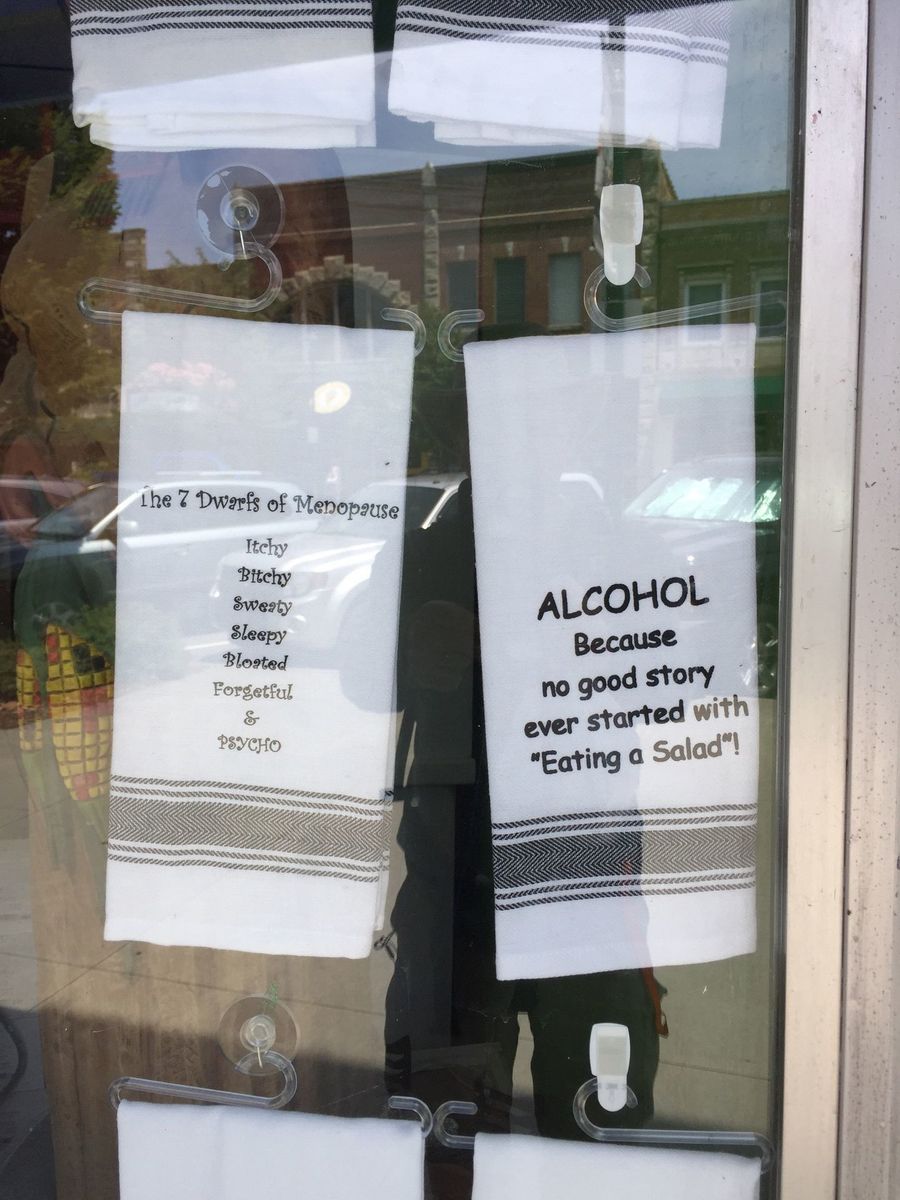 The 7 Dwarfs of Menopause
Itchy
Bitchy
Sweaty
Sleepy
Bloated
Forgetful
&
PSYCHO
ALCOHOL
Because
no good story
ever started with
"Eating a Salad"!